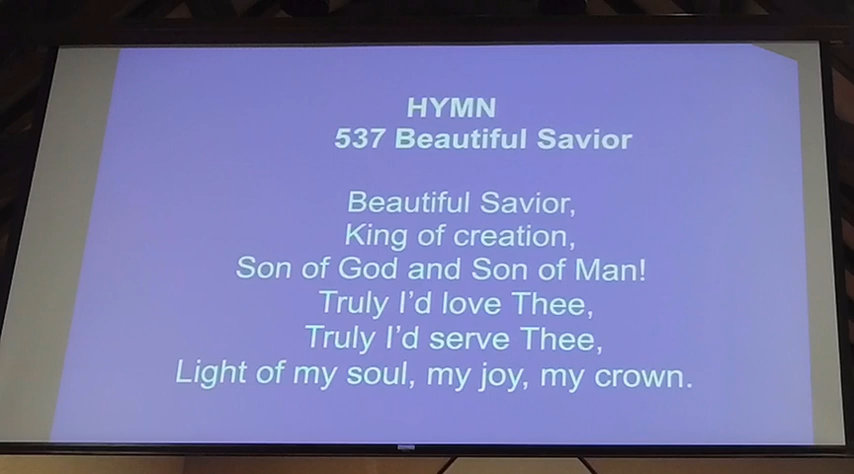 HYMN
537 Beautiful Savior
Beautiful Savior,
King of creation,
Son of God and Son of Man!
Truly I'd love Thee,
Truly I'd serve Thee,
Light of my soul, my joy, my crown.